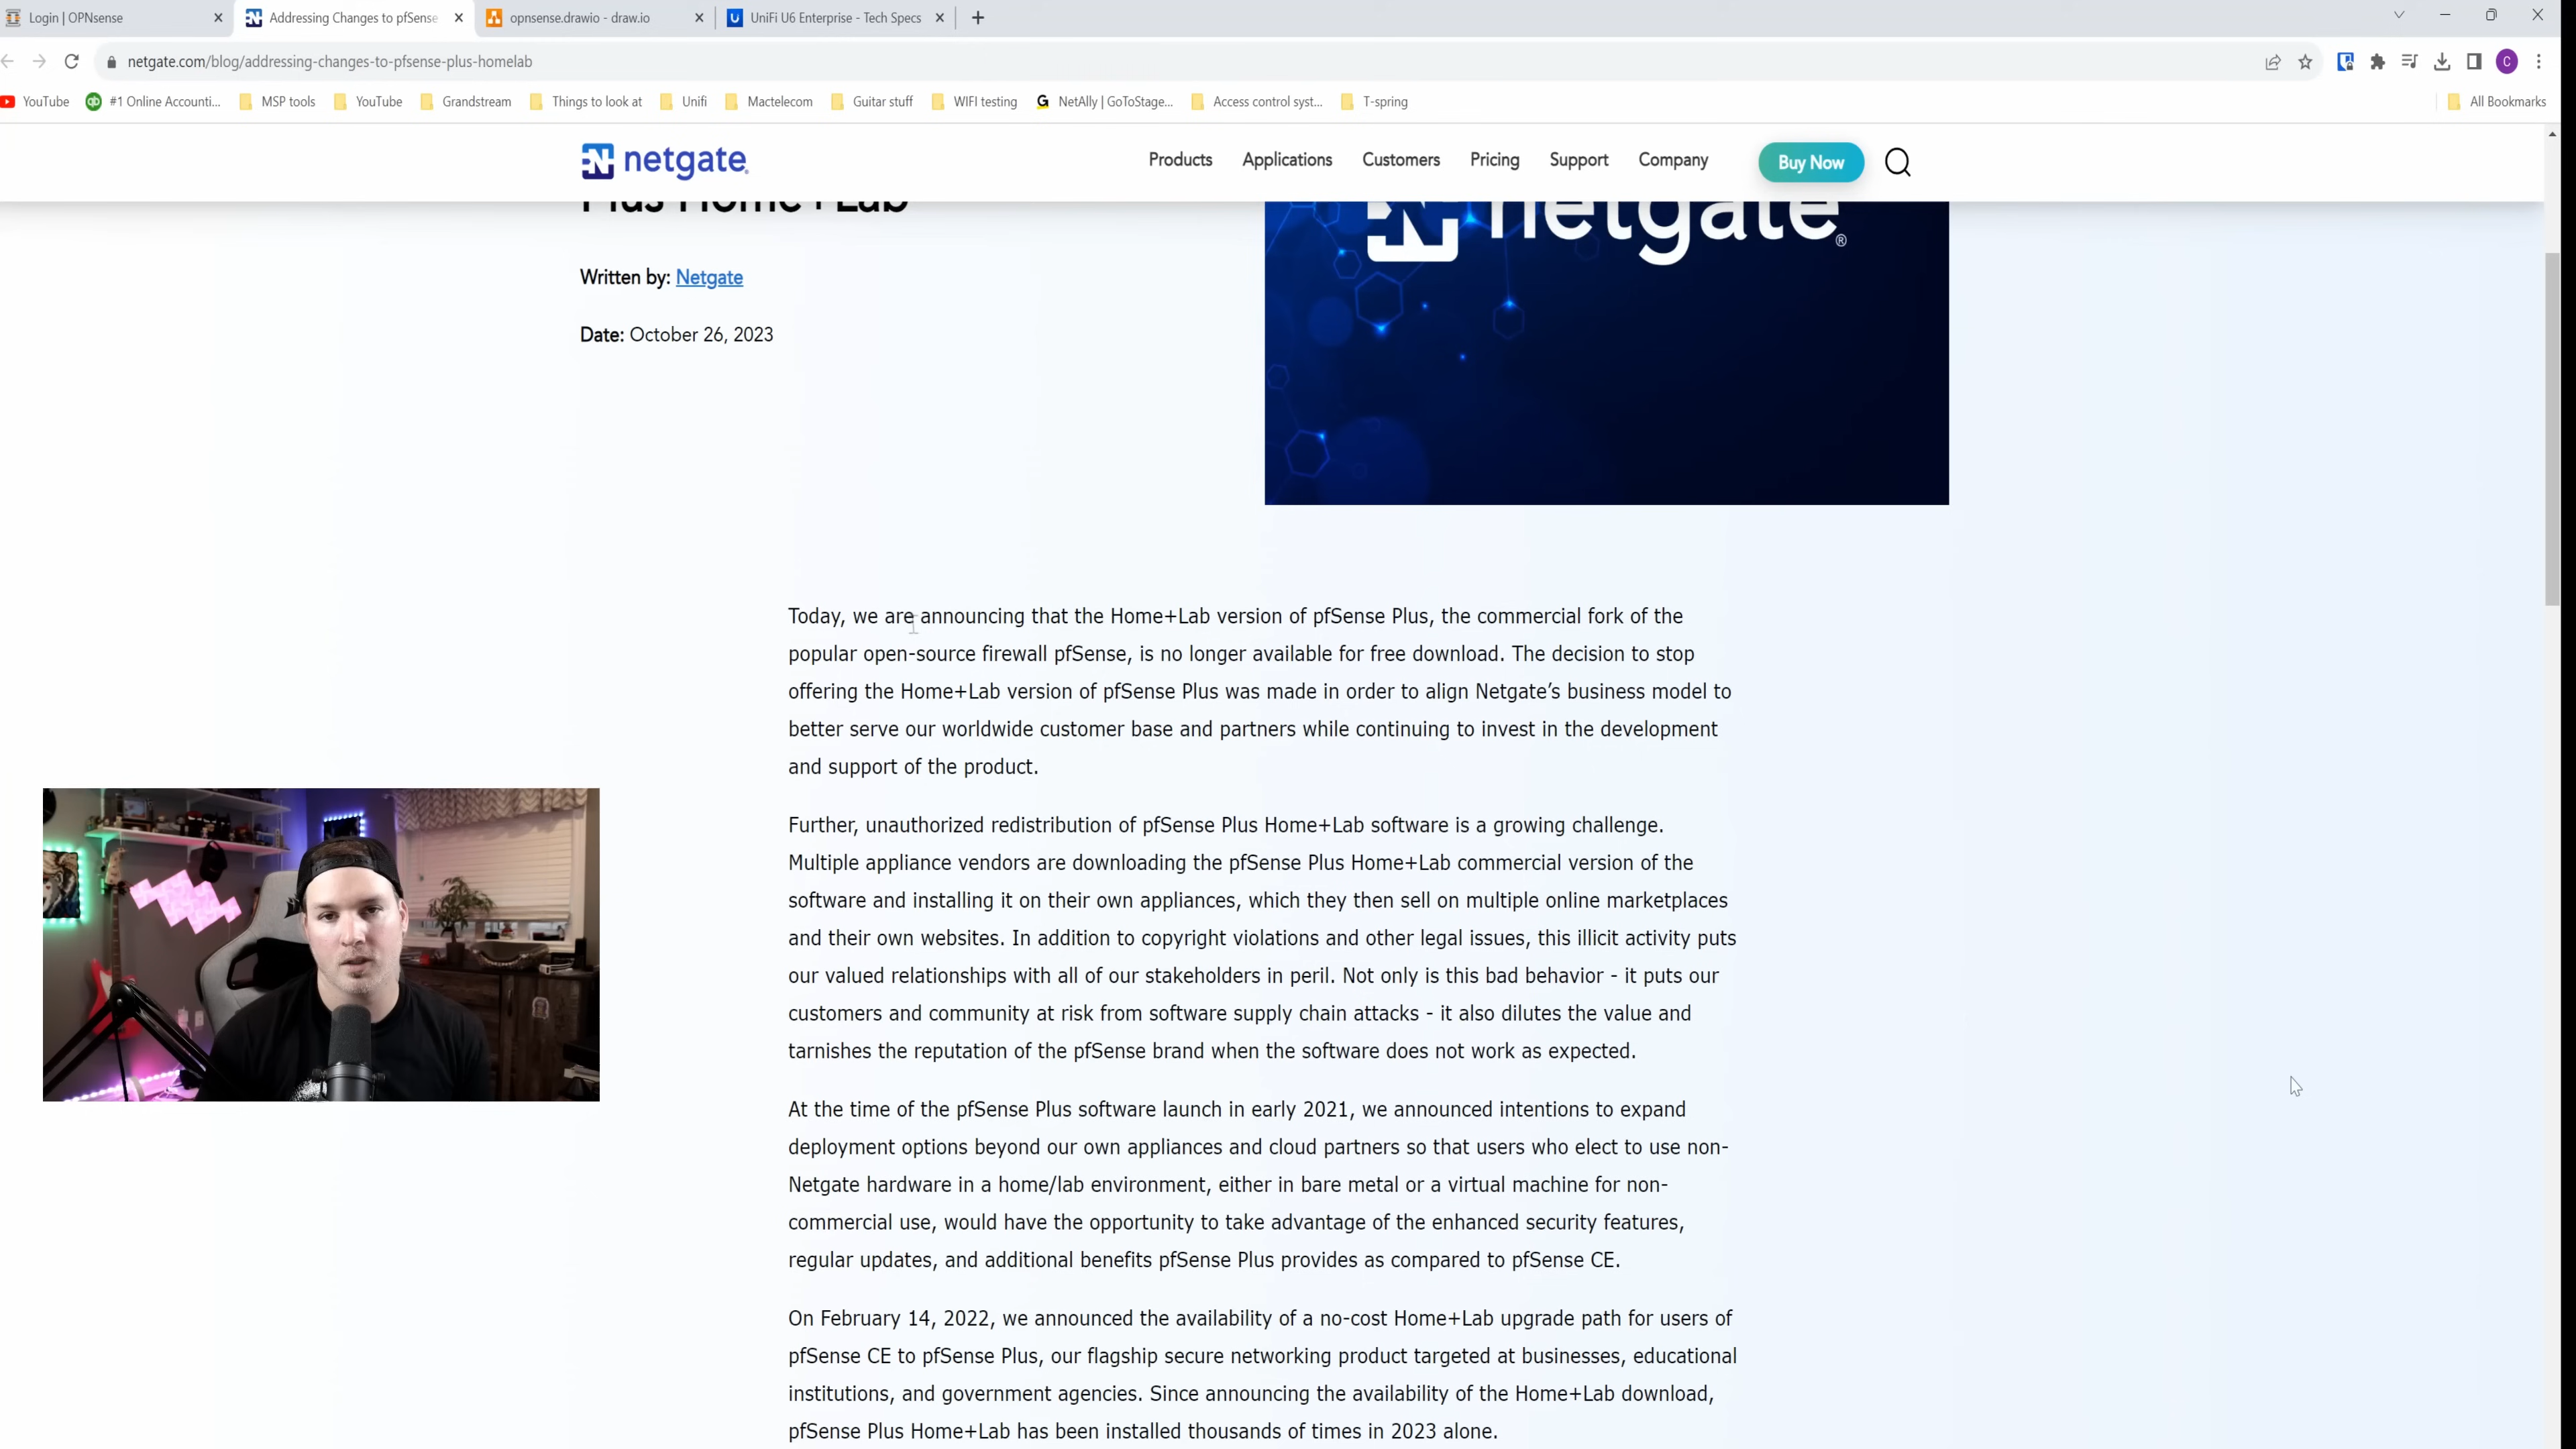 Login | OPNsense
Addressing Changes to pfSense
opnsense.drawio - draw.io
UniFi U6 Enterprise - Tech Specs
netgate.com/blog/addressing-changes-to-pfsense-plus-homelab
C
YouTube
#1 Online Accounti...
MSP tools
YouTube
Grandstream
Things to look at
Unifi
Mactelecom
Guitar stuff
WIFI testing
NetAlly | GoToStage...
Access control syst...
T-spring
All Bookmarks
netgate
Products
Applications
Customers
Pricing
Support
Company
Buy Now
Plus Home+Lab
netgate®
Written by: Netgate
Date: October 26, 2023
Today, we are announcing that the Home+Lab version of pfSense Plus, the commercial fork of the
popular open-source firewall pfSense, is no longer available for free download. The decision to stop
offering the Home+Lab version of pfSense Plus was made in order to align Netgate’s business model to
better serve our worldwide customer base and partners while continuing to invest in the development
and support of the product.
Further, unauthorized redistribution of pfSense Plus Home+Lab software is a growing challenge.
Multiple appliance vendors are downloading the pfSense Plus Home+Lab commercial version of the
software and installing it on their own appliances, which they then sell on multiple online marketplaces
and their own websites. In addition to copyright violations and other legal issues, this illicit activity puts
our valued relationships with all of our stakeholders in peril. Not only is this bad behavior - it puts our
customers and community at risk from software supply chain attacks - it also dilutes the value and
tarnishes the reputation of the pfSense brand when the software does not work as expected.
At the time of the pfSense Plus software launch in early 2021, we announced intentions to expand
deployment options beyond our own appliances and cloud partners so that users who elect to use non-
Netgate hardware in a home/lab environment, either in bare metal or a virtual machine for non-
commercial use, would have the opportunity to take advantage of the enhanced security features,
regular updates, and additional benefits pfSense Plus provides as compared to pfSense CE.
On February 14, 2022, we announced the availability of a no-cost Home+Lab upgrade path for users of
pfSense CE to pfSense Plus, our flagship secure networking product targeted at businesses, educational
institutions, and government agencies. Since announcing the availability of the Home+Lab download,
pfSense Plus Home+Lab has been installed thousands of times in 2023 alone.